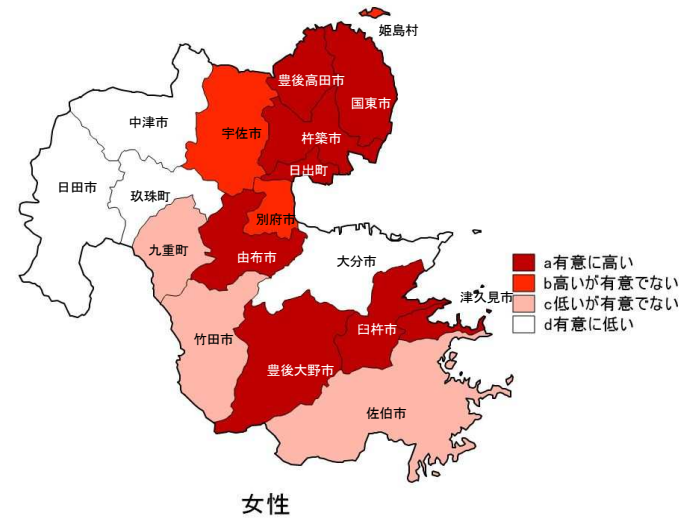 姫島村
豊後高田市
国東市
中津市
宇佐市
杵築市
日出町
日田市
玖珠町
別府市
九重町
由布市
大分市
a有意に高い
b高いが有意でない
c低いが有意でない
d有意に低い
津久見市
臼杵市
竹田市
豊後大野市
佐伯市
女性